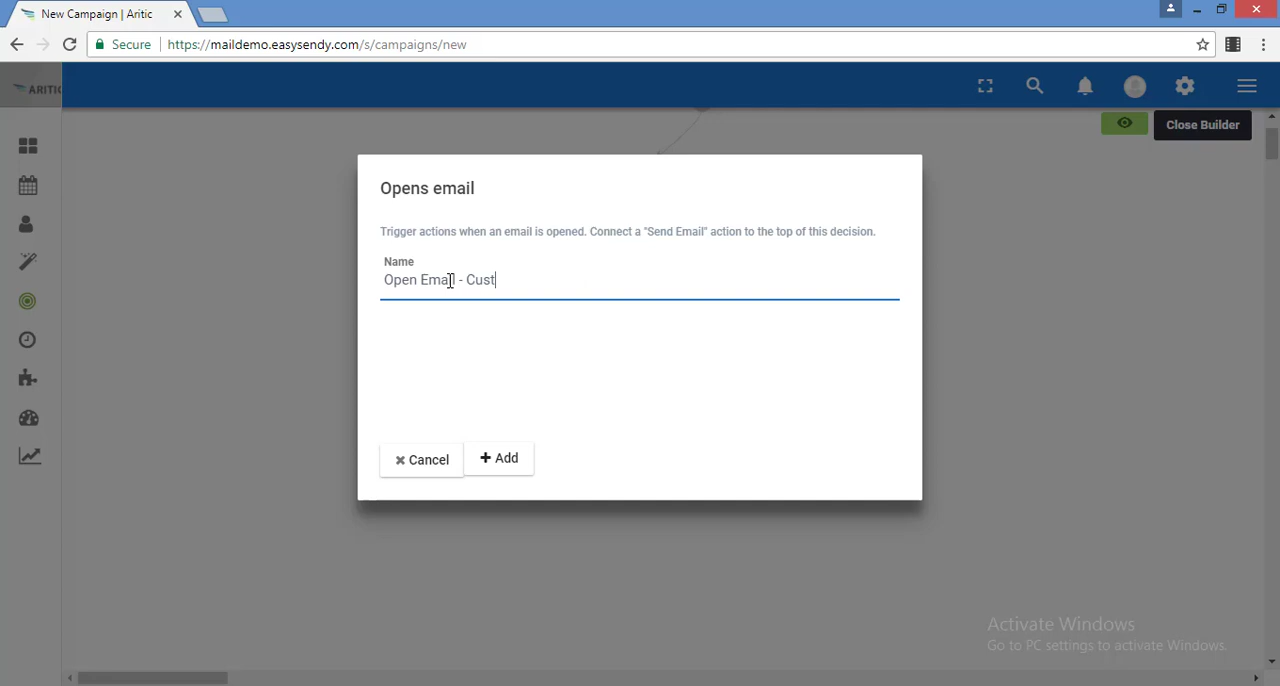 New Campaign | Aritic
Secure
https://maildemo.easysendy.com/s/campaigns/new
ARITIC
Close Builder
Opens email
Trigger actions when an email is opened. Connect a "Send Email" action to the top of this decision.
Name
Open Email - Cust
Cancel
Add
Activate Windows
Go to PC settings to activate Windows.